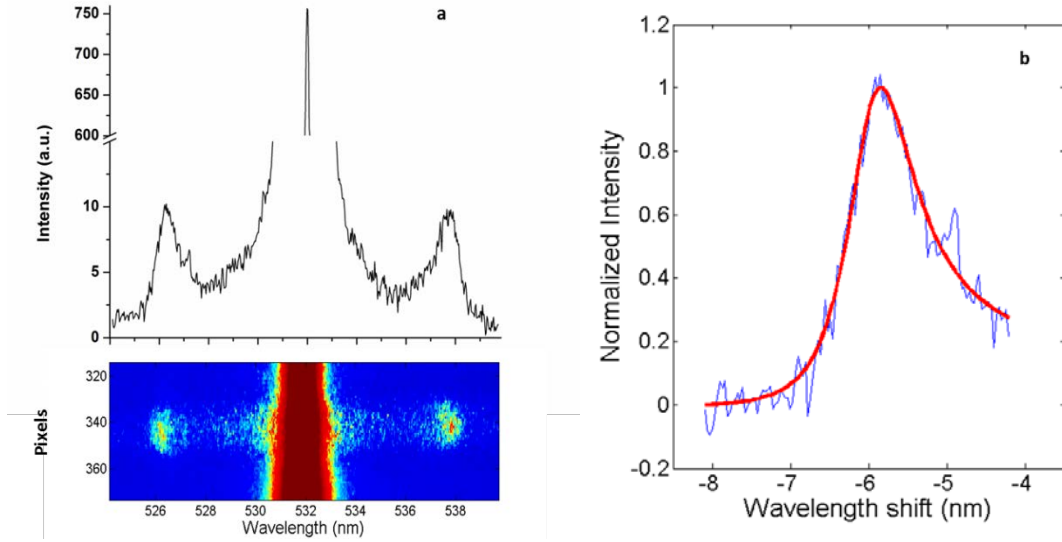 a
750
700
650
600
10
5
0
Intensity (a.u.)
320
340
360
Pixels
526 528 530 532 534 536 538
Wavelength (nm)
b
1.2
1
0.8
0.6
0.4
0.2
0
-0.2
Normalized Intensity
-8 -7 -6 -5 -4
Wavelength shift (nm)